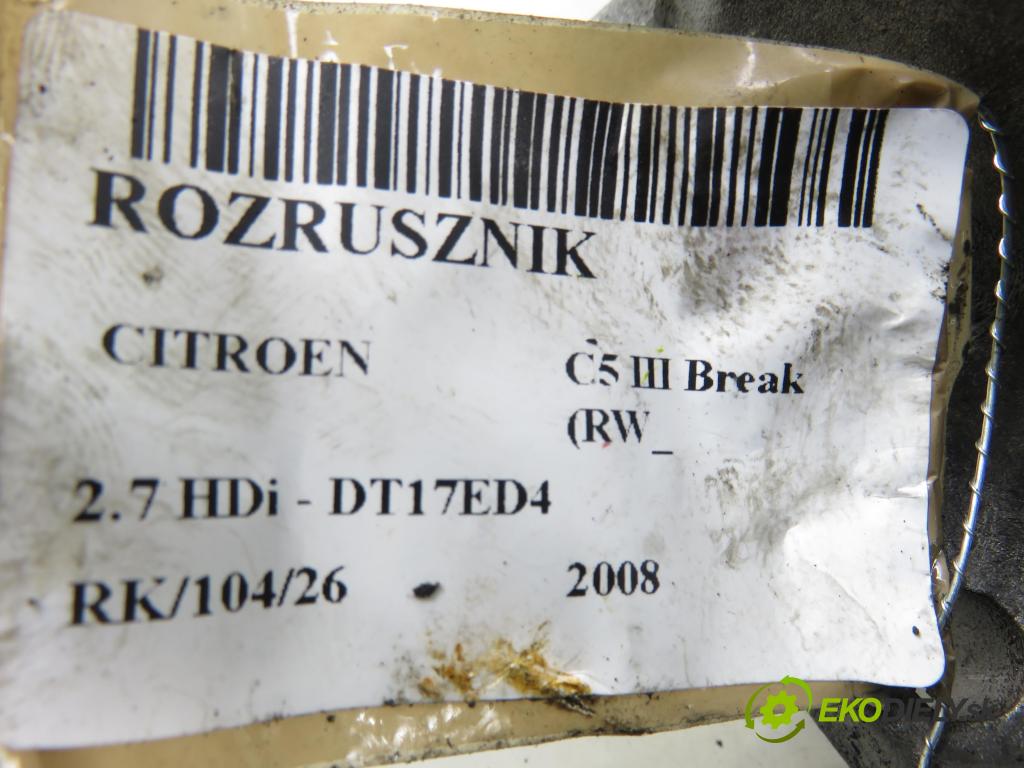 ROZRUSZNIK
CITROEN
C5 III Break
(RW_
2.7 HDi - DT17ED4
RK/104/26
2008
EKODIELY.sk